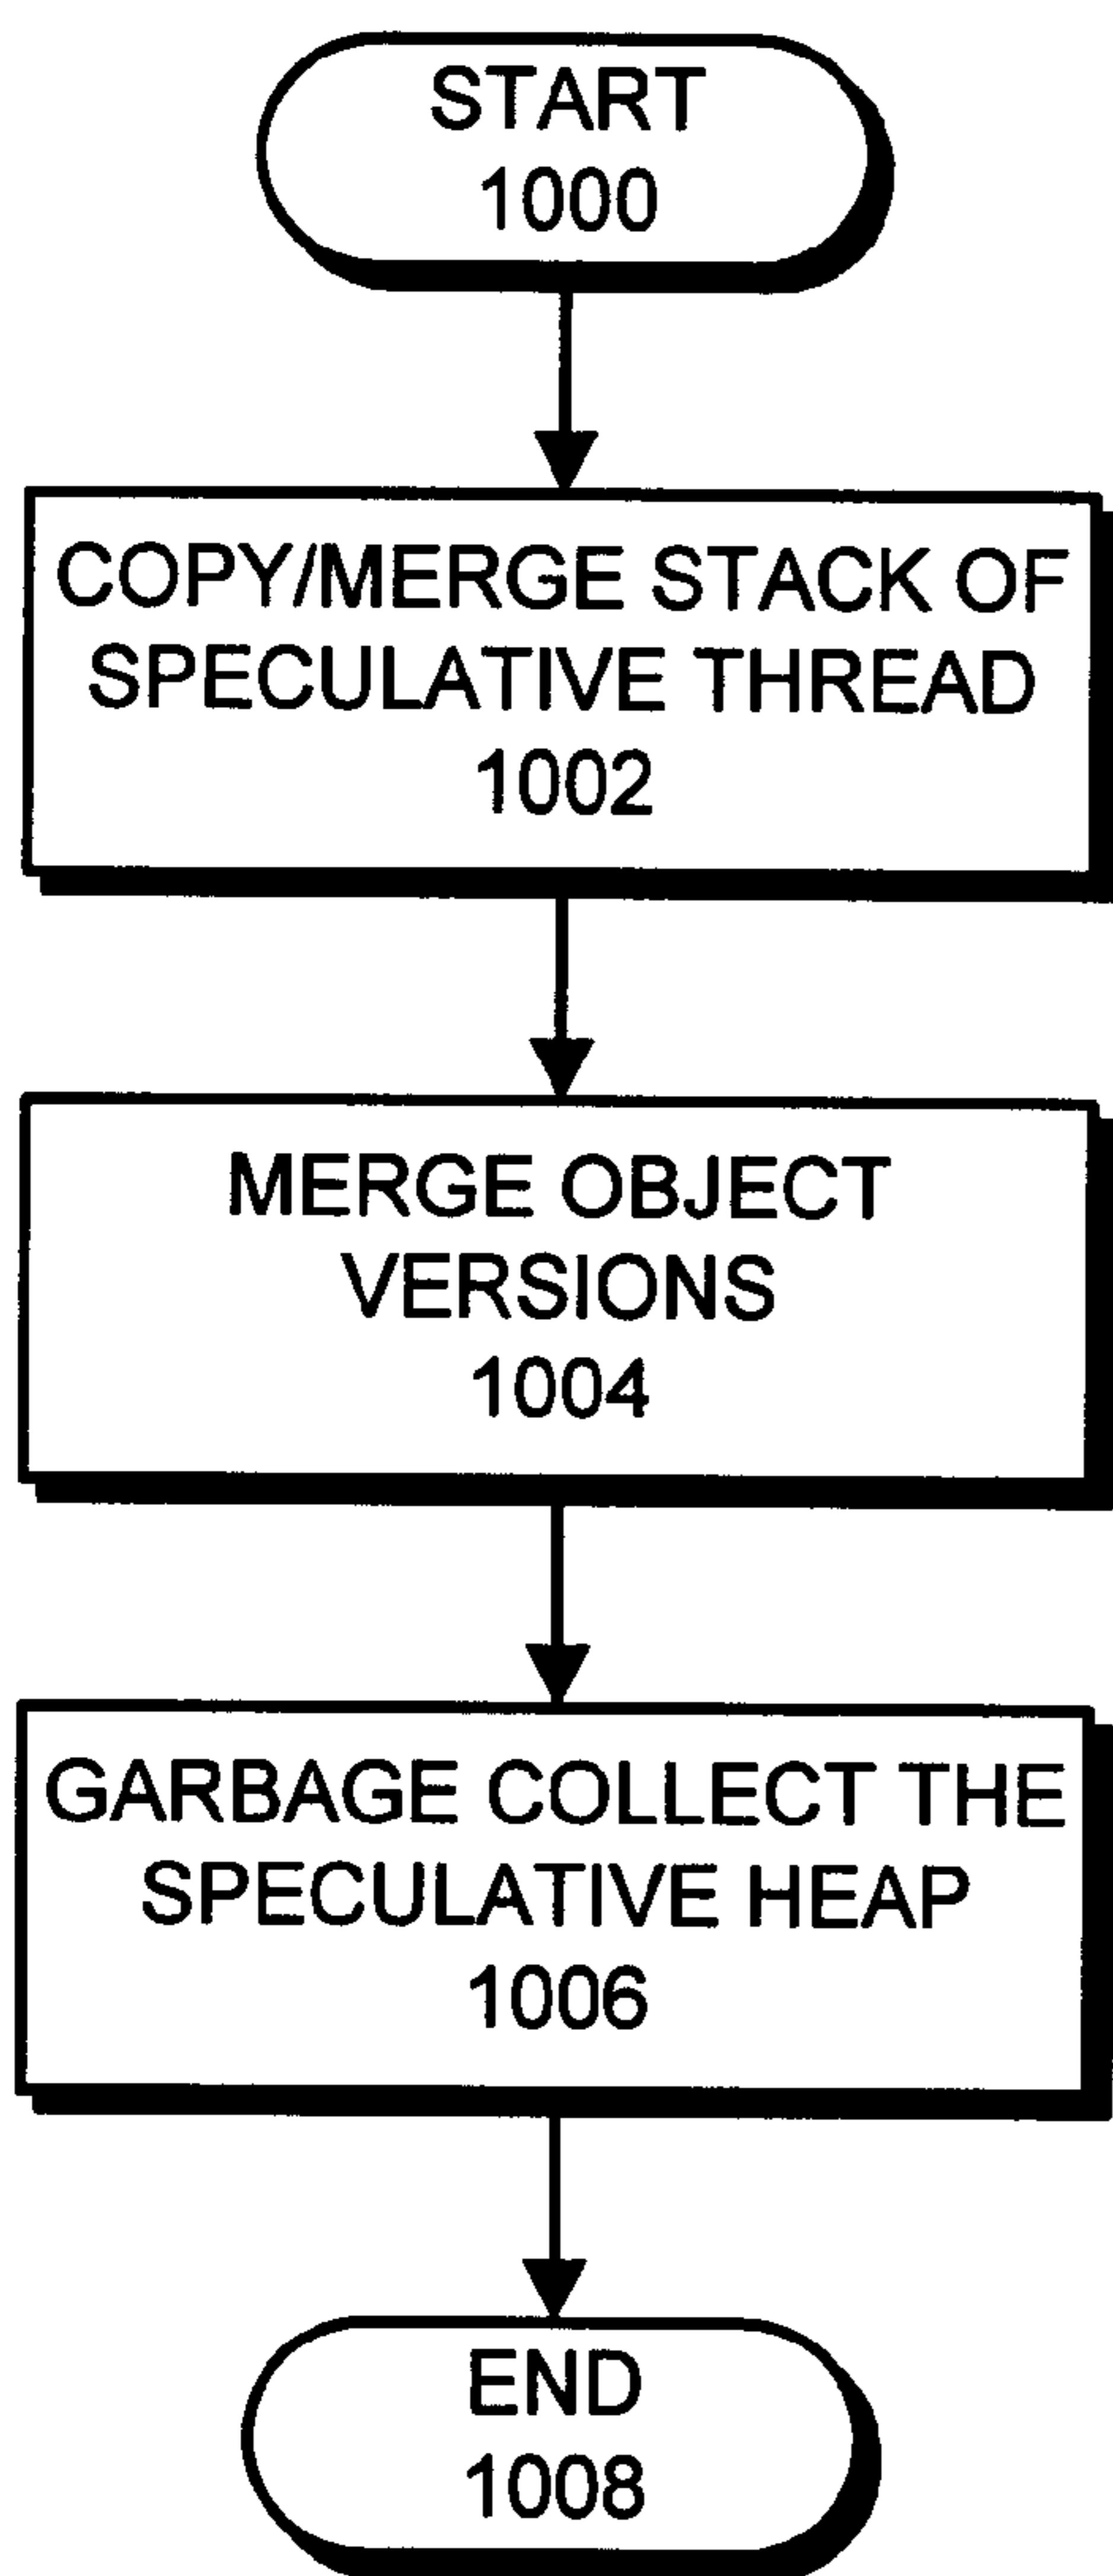 START
1000
COPY/MERGE STACK OF
SPECULATIVE THREAD
1002
MERGE OBJECT
VERSIONS
1004
GARBAGE COLLECT THE
SPECULATIVE HEAP
1006
END
1008